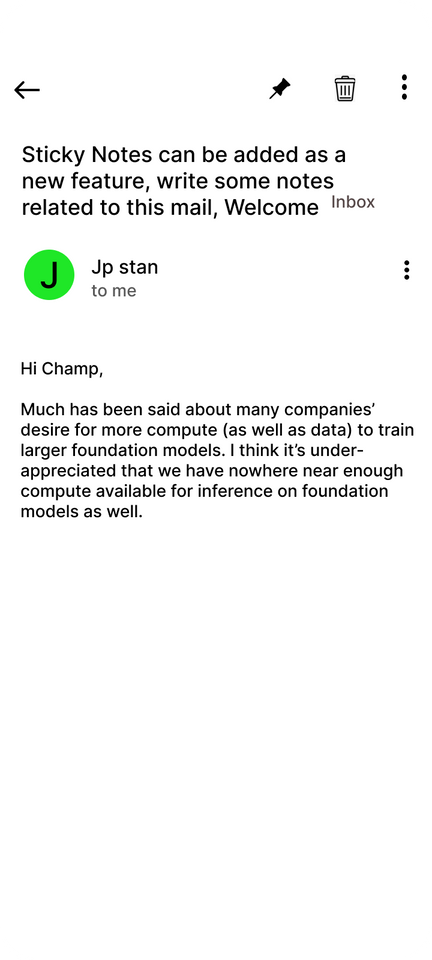 Sticky Notes can be added as a
new feature, write some notes
related to this mail, Welcome Inbox
J
Jp stan
to me
Hi Champ,
Much has been said about many companies’
desire for more compute (as well as data) to train
larger foundation models. I think it’s under-
appreciated that we have nowhere near enough
compute available for inference on foundation
models as well.